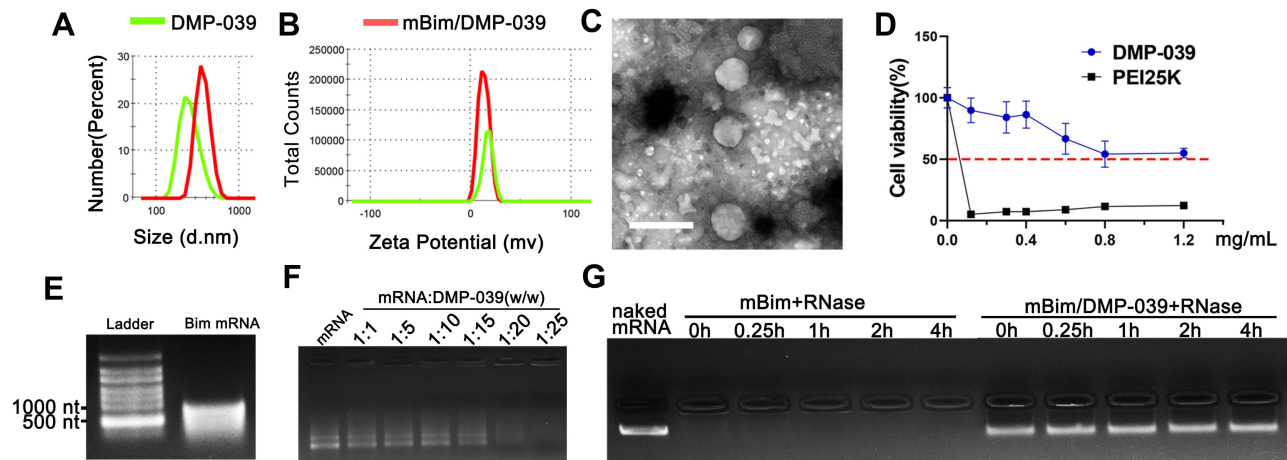 A
DMP-039
Number(Percent)
30
20
10
0
100
1000
Size (d.nm)
B
mBim/DMP-039
Total Counts
250000
200000
150000
100000
50000
0
-100
0
100
Zeta Potential (mv)
C
D
Cell viability(%)
150
100
50
0
DMP-039
PEI25K
0.0
0.4
0.8
1.2
mg/mL
E
Ladder
Bim mRNA
1000 nt
500 nt
F
mRNA:DMP-039(w/w)
mRNA
1:1
1:5
1:10
1:15
1:20
1:25
G
naked
mRNA
mBim+RNase
0h 0.25h 1h 2h 4h
mBim/DMP-039+RNase
0h 0.25h 1h 2h 4h